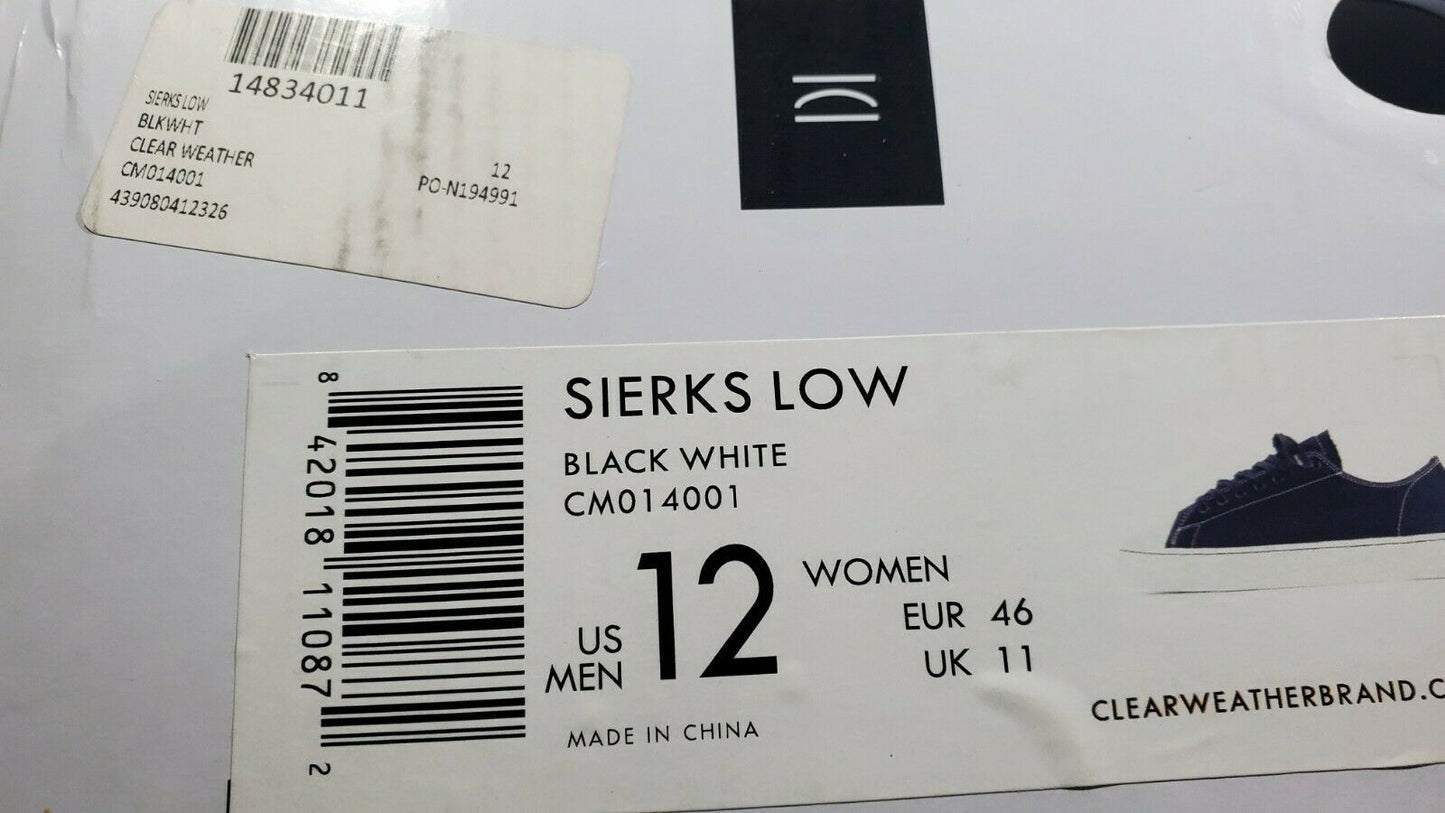 14834011
SIERKS LOW
BLKWHT
CLEAR WEATHER
CM014001
12
439080412326
PO-N194991
SIERKS LOW
BLACK WHITE
CM014001
US MEN
12
WOMEN
EUR 46
UK 11
MADE IN CHINA
CLEARWEATHERBRAND.C
8 42018 11087 2